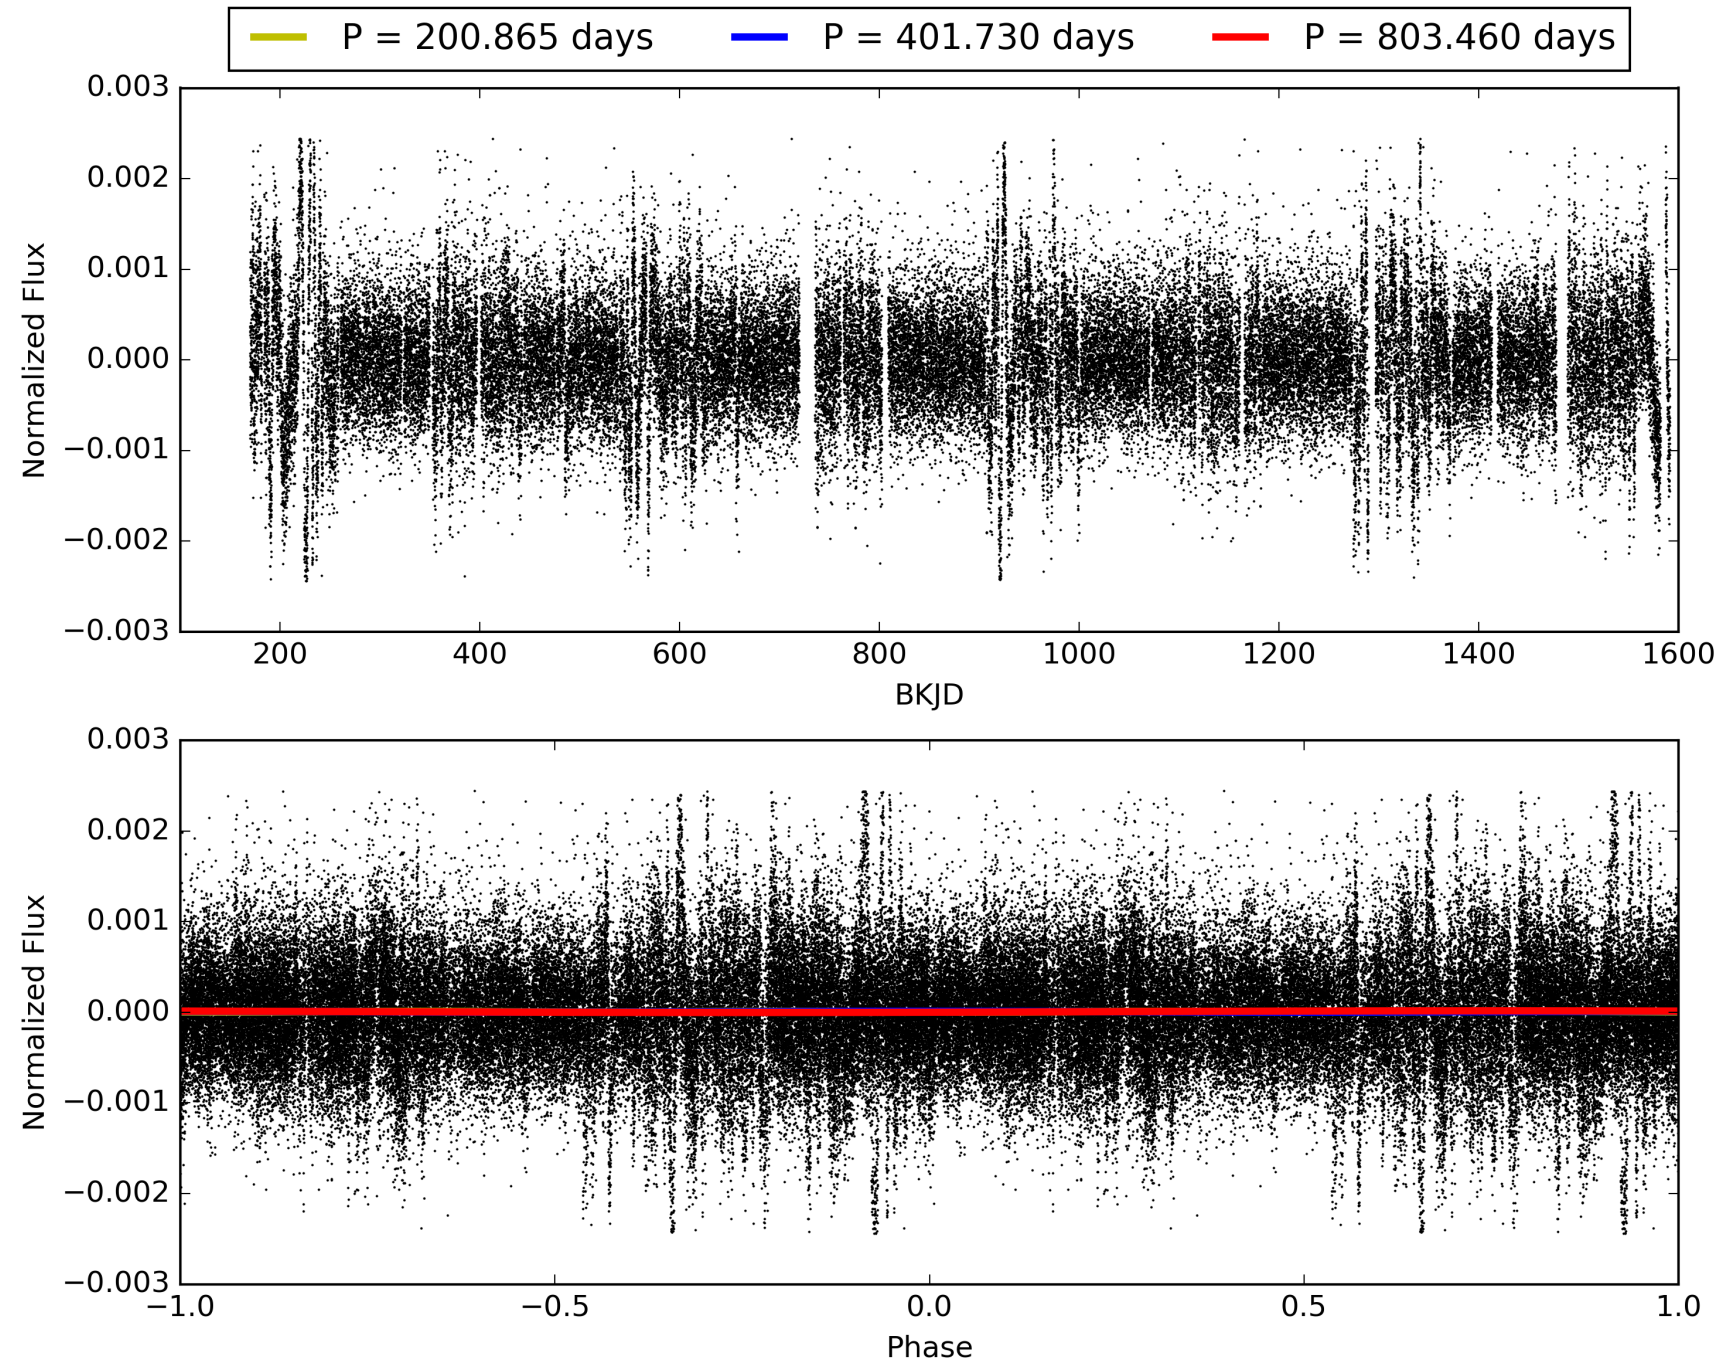 P = 200.865 days P = 401.730 days P = 803.460 days
0.003
0.002
0.001
0.000
−0.001
−0.002
−0.003
Normalized Flux
200 400 600 800 1000 1200 1400 1600
BKJD
0.003
0.002
0.001
0.000
−0.001
−0.002
−0.003
Normalized Flux
−1.0 −0.5 0.0 0.5 1.0
Phase